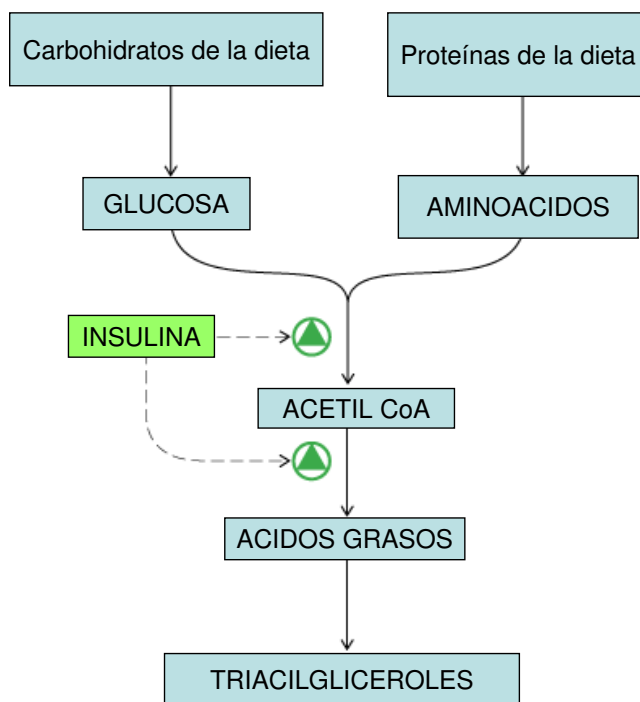 Carbohidratos de la dieta
Proteínas de la dieta
GLUCOSA
AMINOACIDOS
INSULINA
ACETIL CoA
ACIDOS GRASOS
TRIACILGLICEROLES